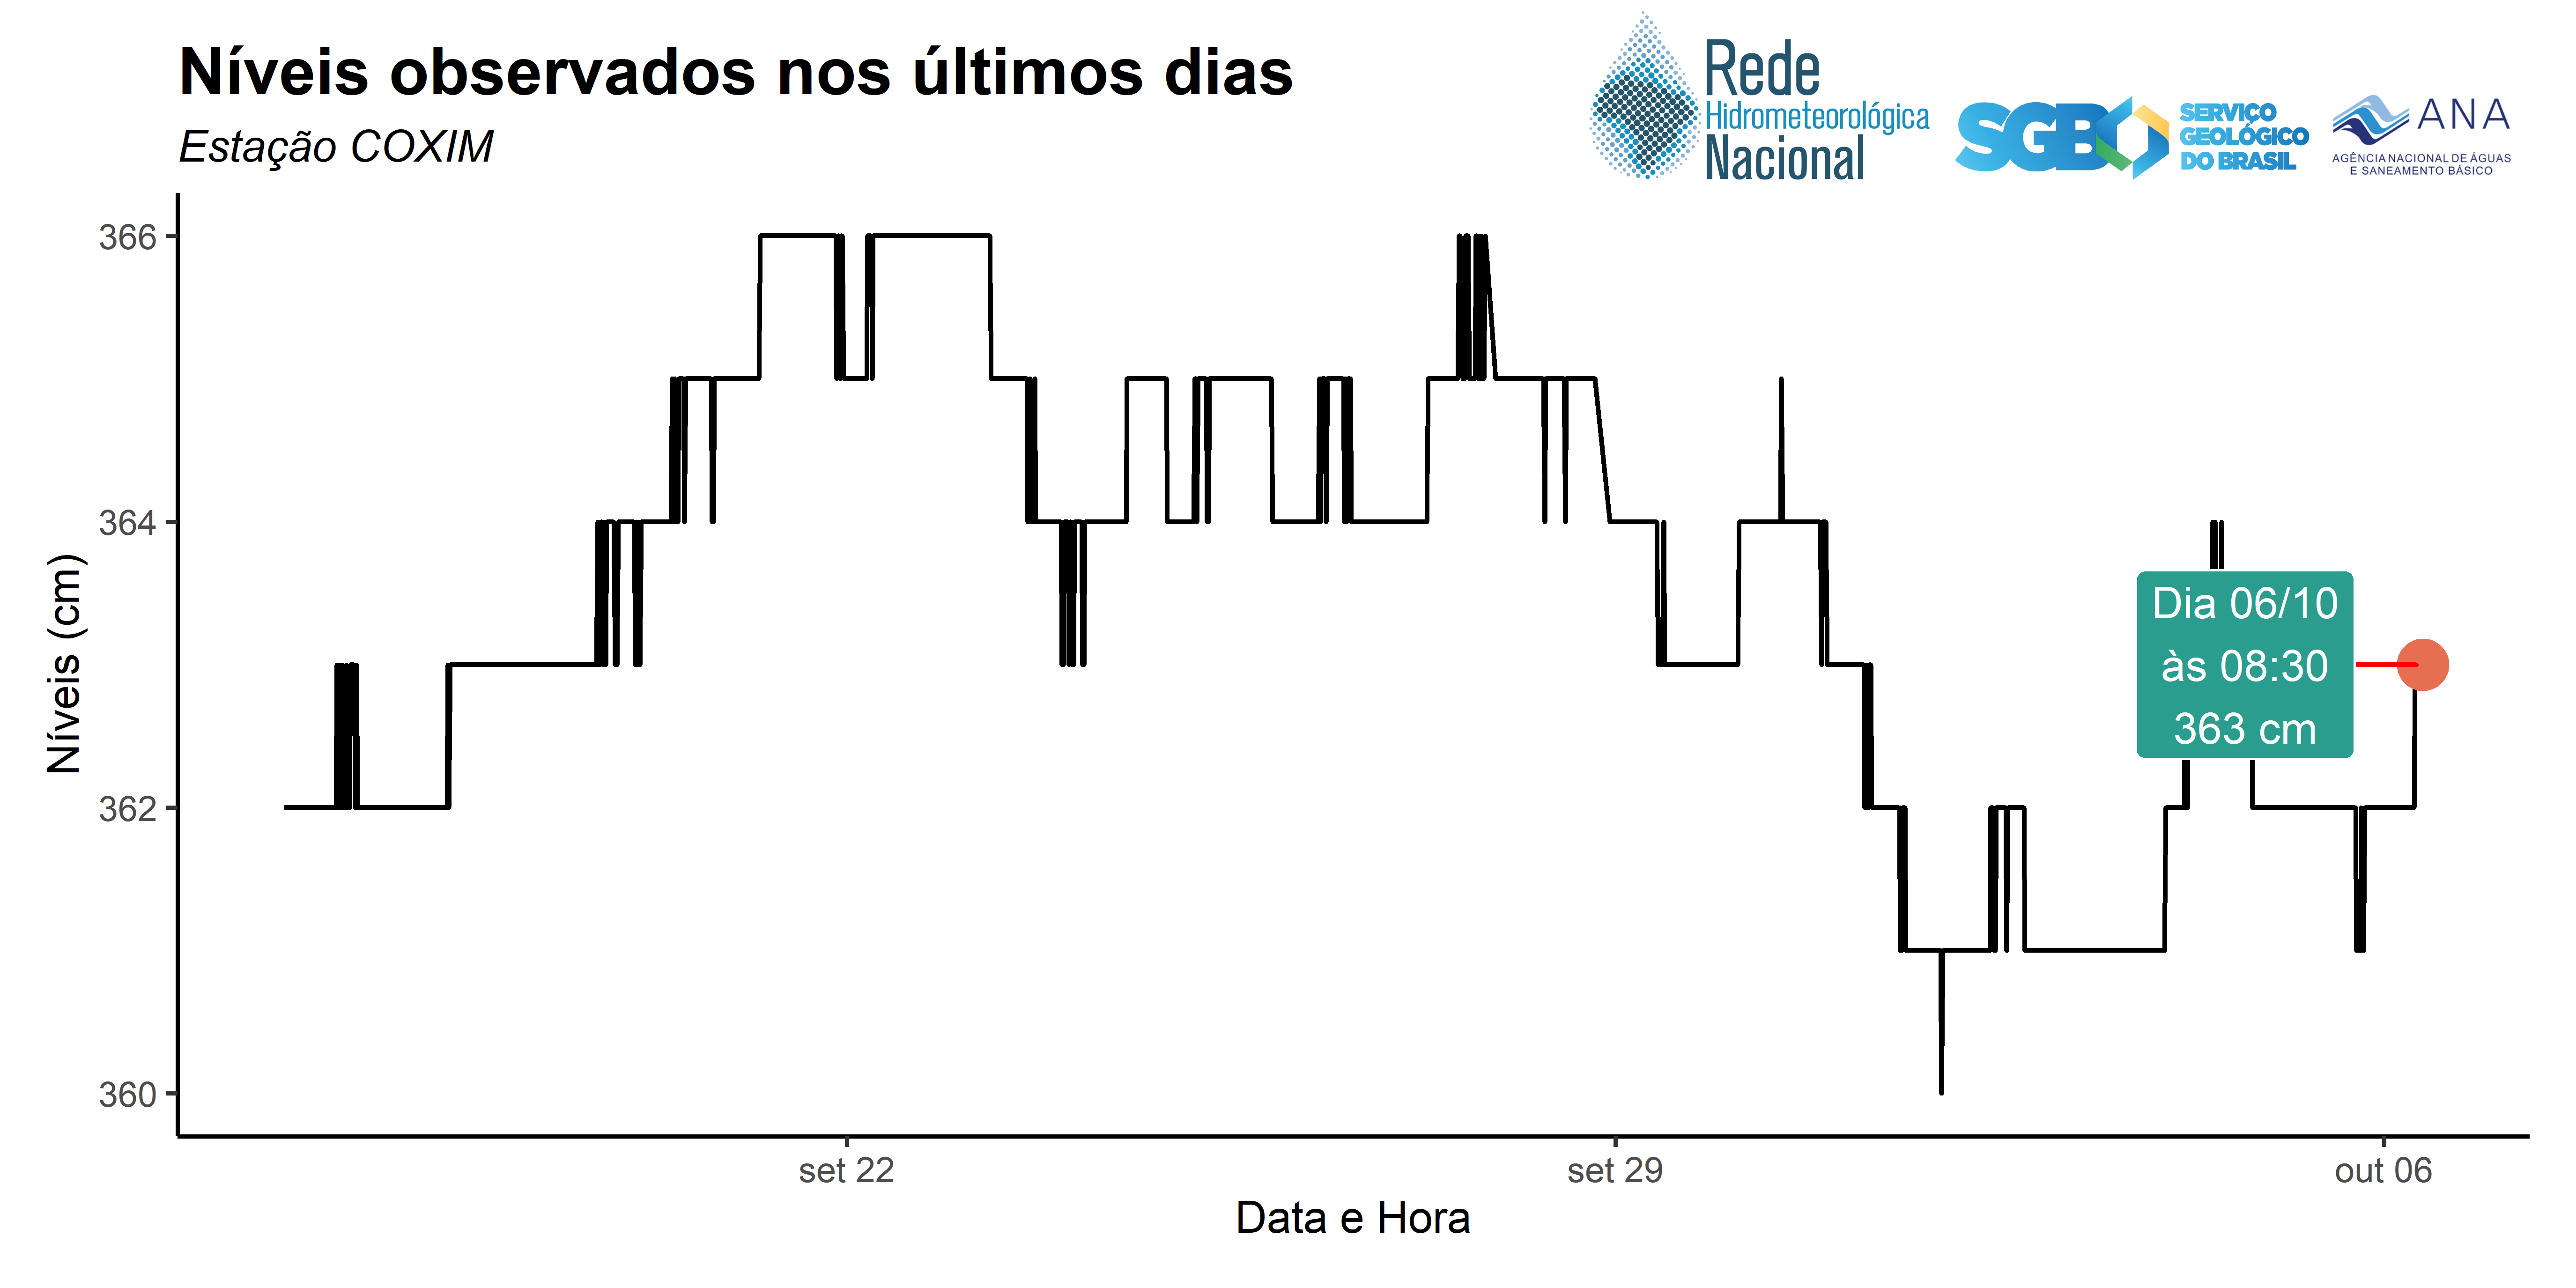 Níveis observados nos últimos dias
Estação COXIM
Rede
Hidrometeorológica
Nacional
SGB
SERVIÇO
GEOLÓGICO
DO BRASIL
ANA
AGÊNCIA NACIONAL DE ÁGUAS
E SANEAMENTO BÁSICO
Níveis (cm)
366
364
362
360
Dia 06/10
às 08:30
363 cm
set 22
set 29
out 06
Data e Hora